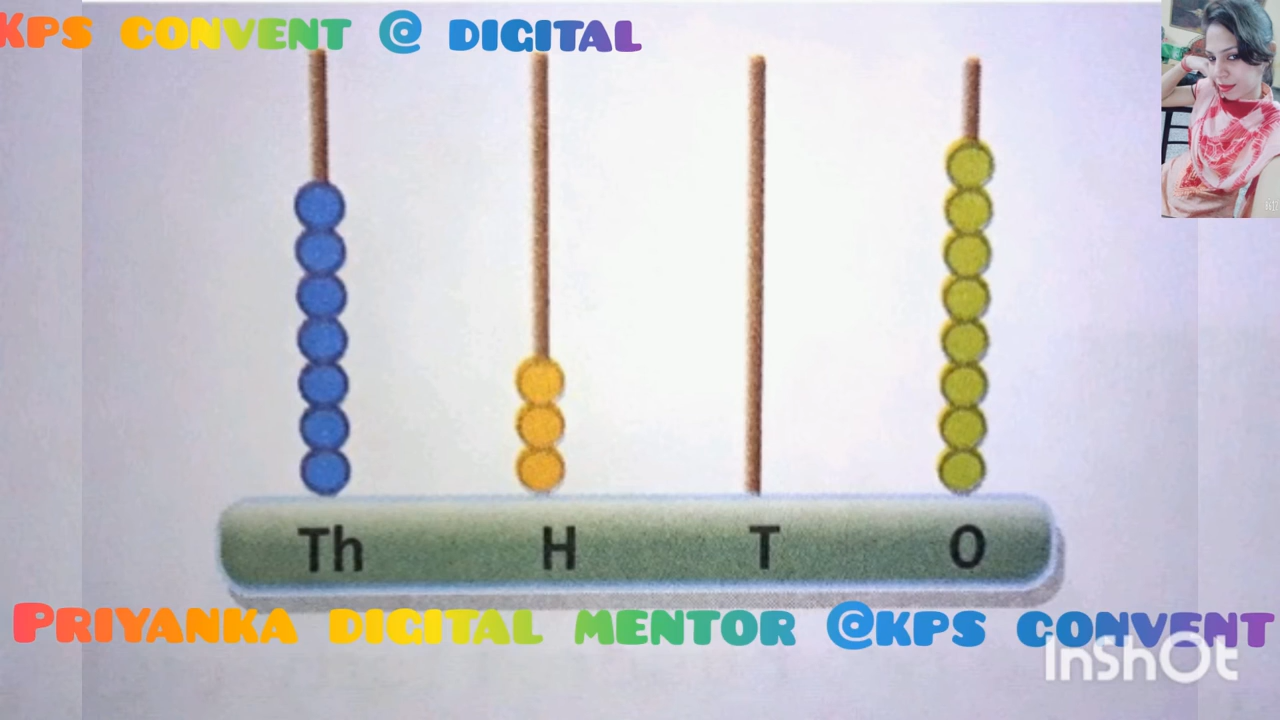 KPS CONVENT @ DIGITAL
Th H T O
PRIYANKA DIGITAL MENTOR @KPS CONVENT
InShOt